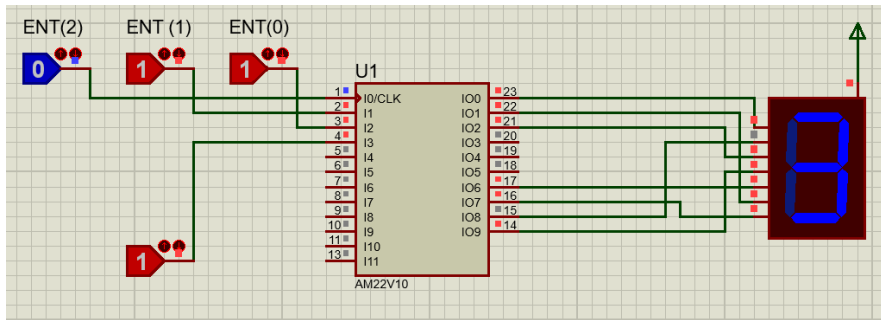 ENT(2) ENT (1) ENT(0)
0 1 1
U1
1 I0/CLK IO0 23
2 I1 IO1 22
3 I2 IO2 21
4 I3 IO3 20
5 I4 IO4 19
6 I5 IO5 18
7 I6 IO6 17
8 I7 IO7 16
9 I8 IO8 15
10 I9 IO9 14
11 I10
13 I11
1
AM22V10